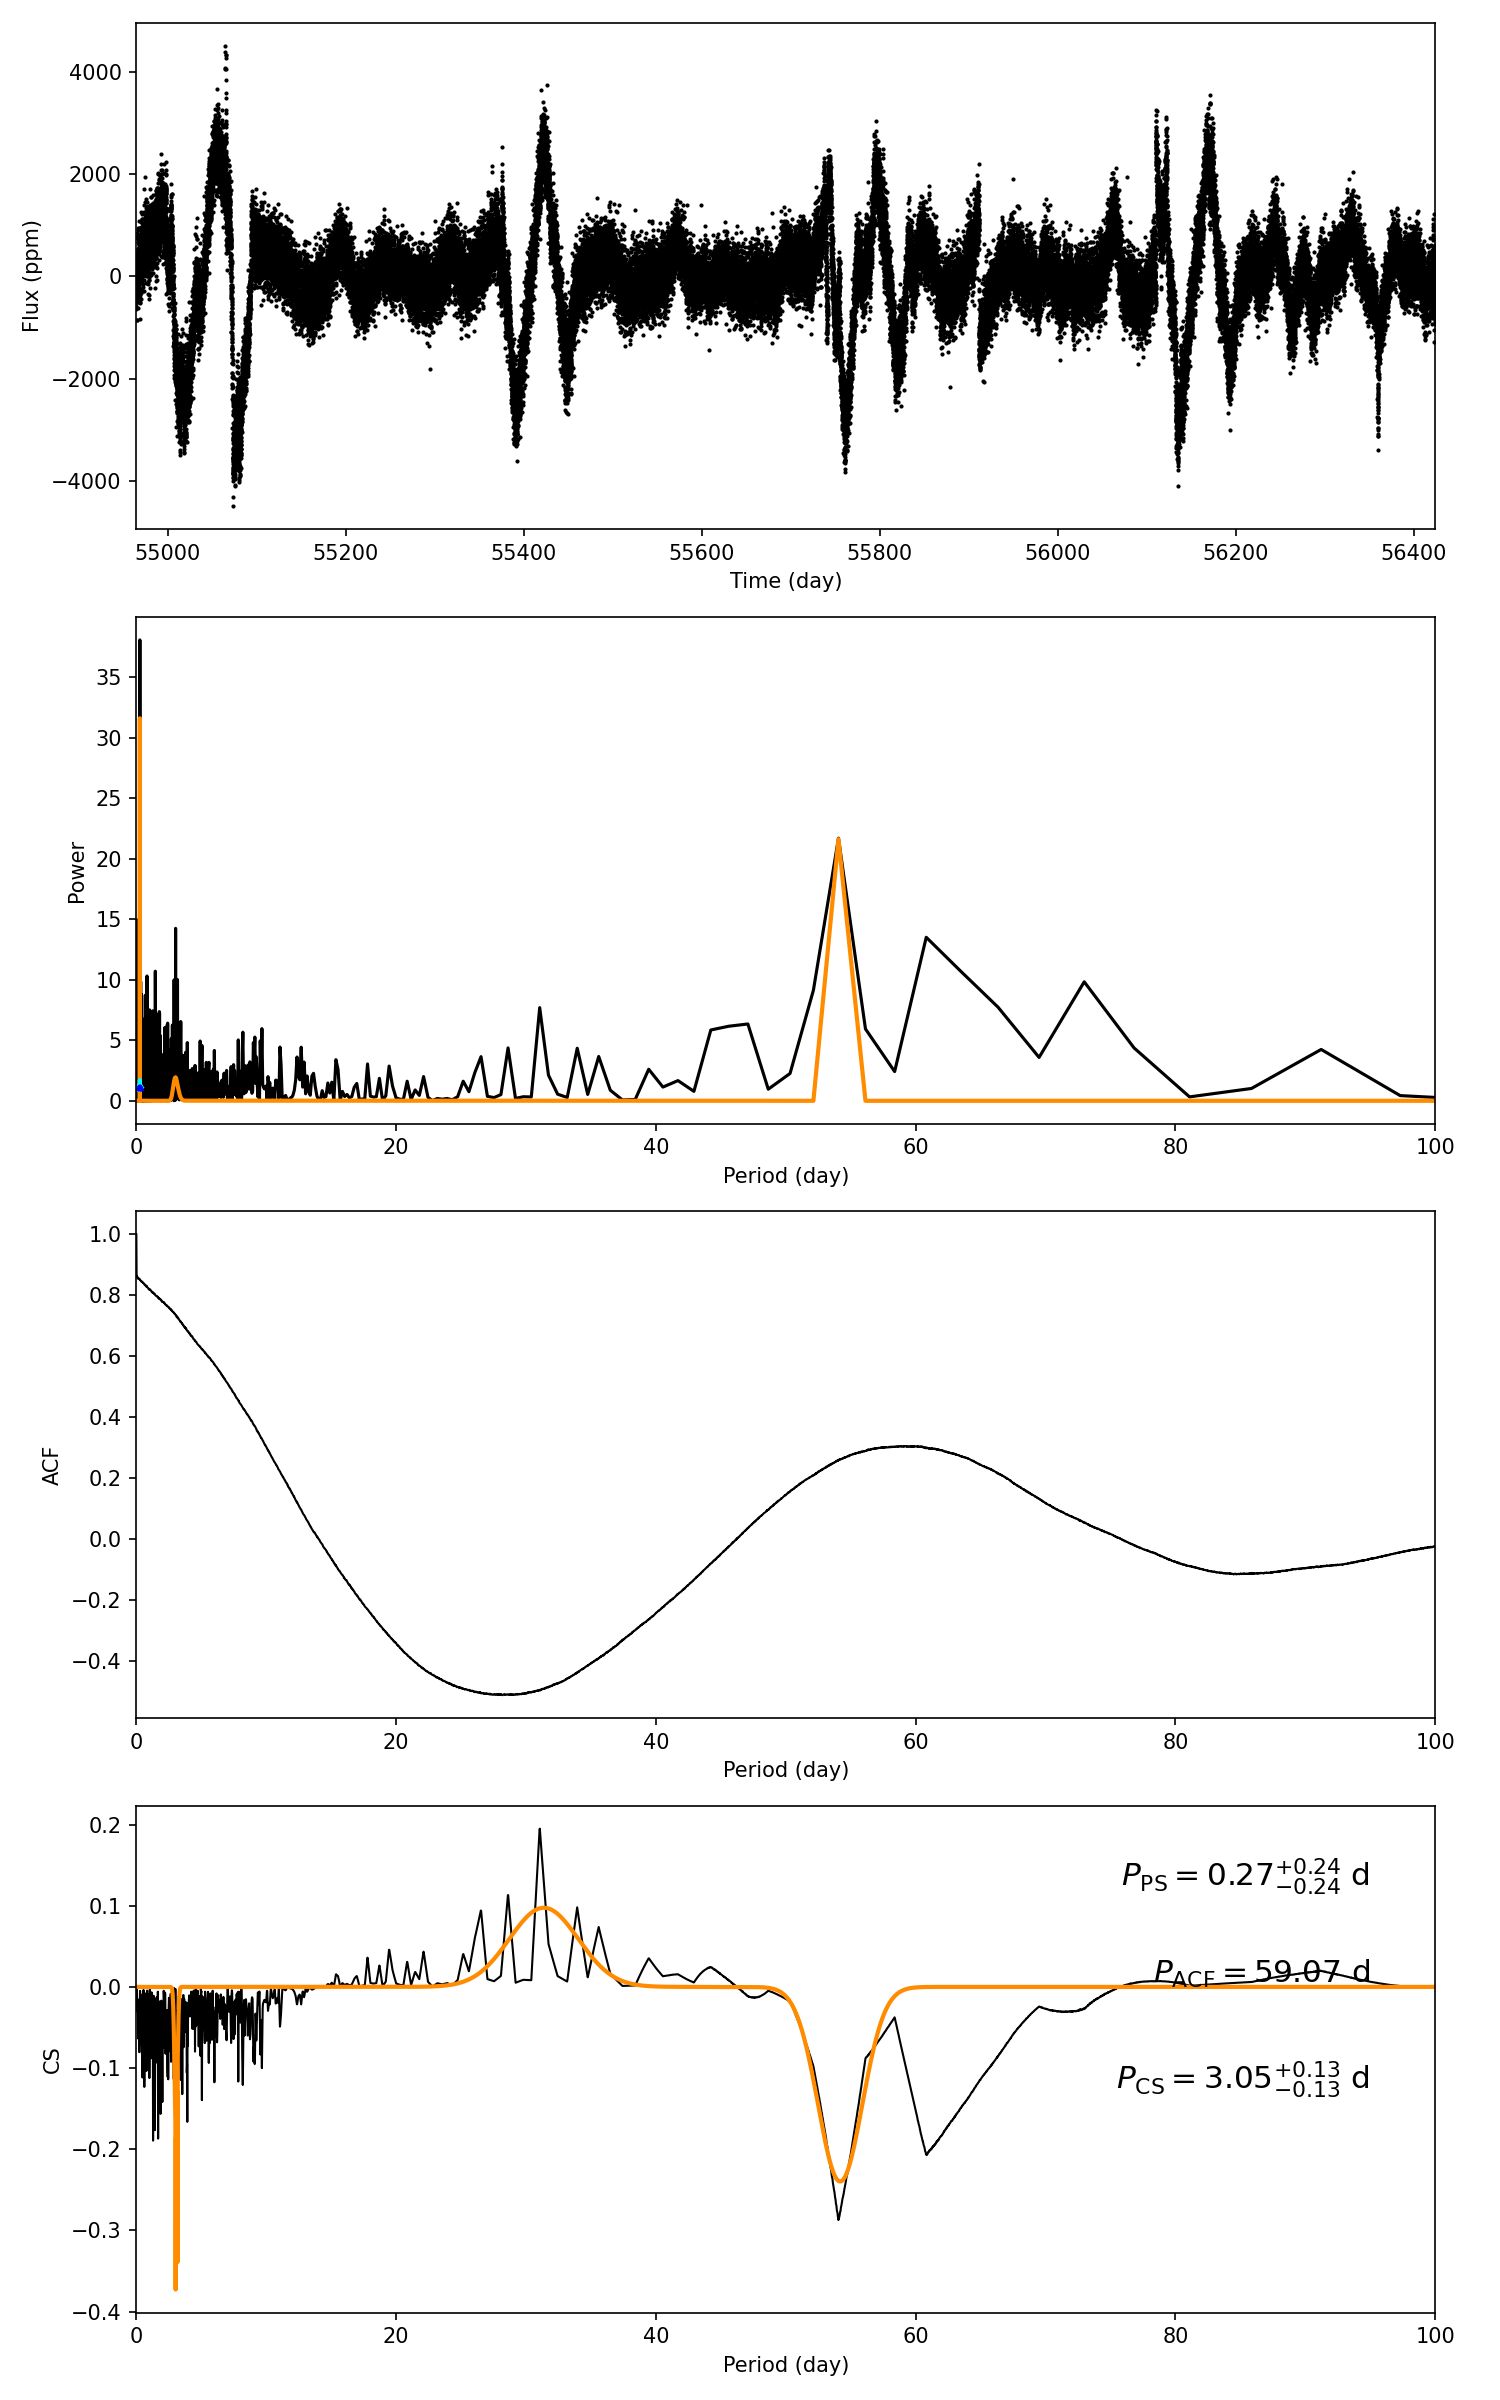 4000
2000
0
−2000
−4000
Flux (ppm)
55000 55200 55400 55600 55800 56000 56200 56400
Time (day)
35
30
25
20
15
10
5
0
Power
0 20 40 60 80 100
Period (day)
1.0
0.8
0.6
0.4
0.2
0.0
−0.2
−0.4
ACF
0 20 40 60 80 100
Period (day)
0.2
0.1
0.0
−0.1
−0.2
−0.3
−0.4
CS
P_PS = 0.27 +0.24 −0.24 d
P_ACF = 59.07 d
P_CS = 3.05 +0.13 −0.13 d
0 20 40 60 80 100
Period (day)